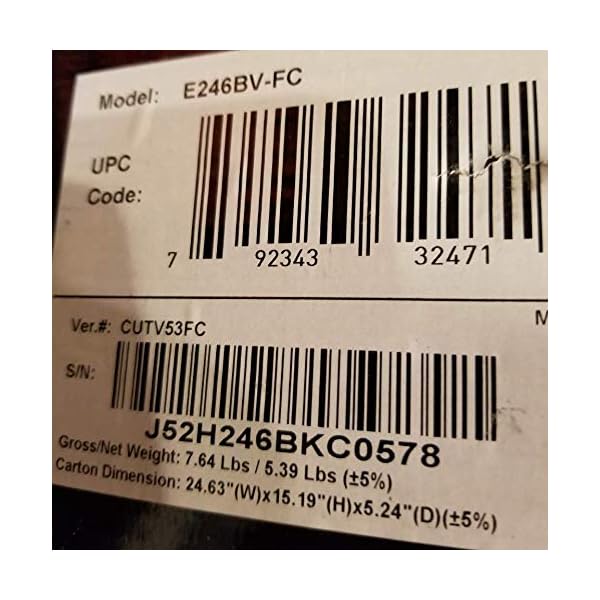 Model: E246BV-FC
UPC
Code:
7 92343 32471
Ver.#: CUTV53FC
M
S/N:
J52H246BKC0578
Gross/Net Weight: 7.64 Lbs / 5.39 Lbs (±5%)
Carton Dimension: 24.63"(W)x15.19"(H)x5.24"(D)(±5%)